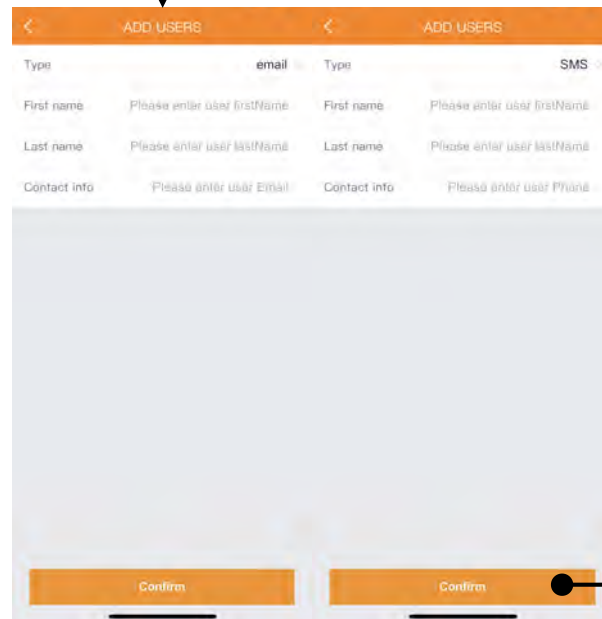 ADD USERS
Type email
First name Please enter user firstName
Last name Please enter user lastName
Contact info Please enter user Email
Confirm
ADD USERS
Type SMS
First name Please enter user firstName
Last name Please enter user lastName
Contact info Please enter user Phone
Confirm